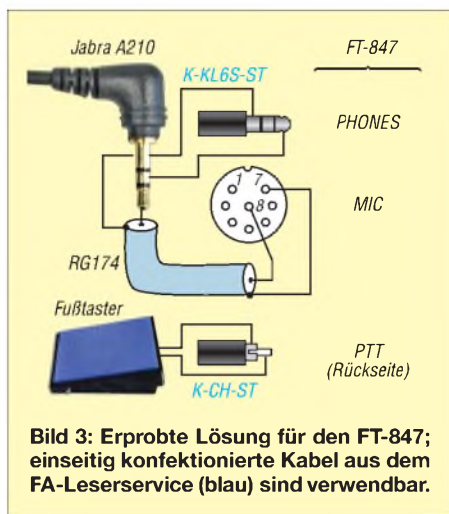 Jabra A210
FT-847
K-KL6S-ST
PHONES
1 7
8
MIC
RG174
Fußtaster
K-CH-ST
PTT
(Rückseite)
Bild 3: Erprobte Lösung für den FT-847;
einseitig konfektionierte Kabel aus dem
FA-Leserservice (blau) sind verwendbar.